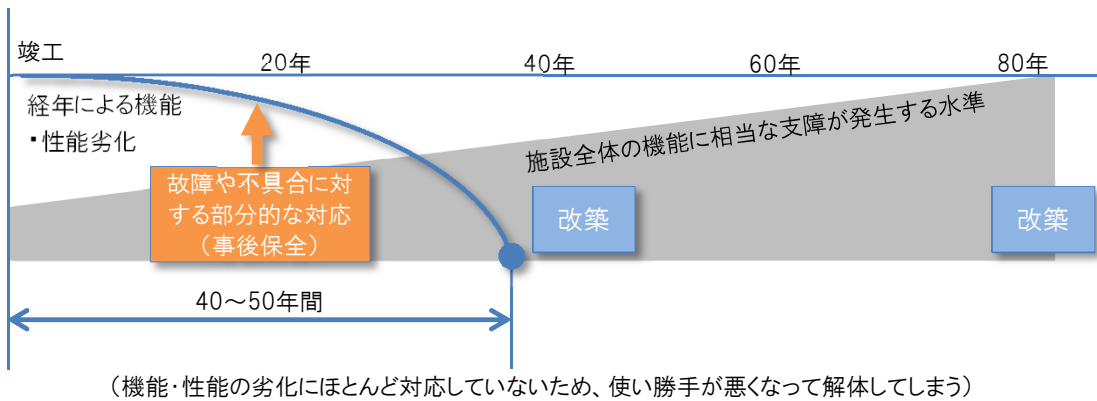 竣工
20年
40年
60年
80年
経年による機能
・性能劣化
施設全体の機能に相当な支障が発生する水準
故障や不具合に対
する部分的な対応
（事後保全）
改築
改築
40～50年間
（機能・性能の劣化にほとんど対応していないため、使い勝手が悪くなって解体してしまう）